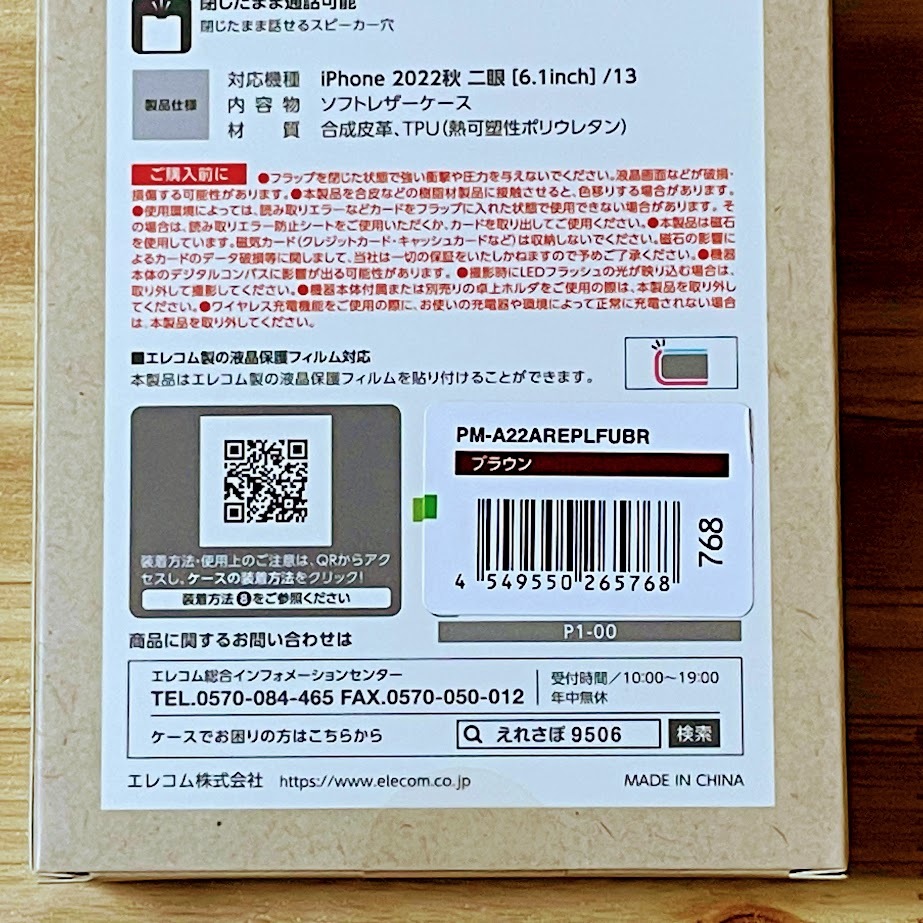 閉じたまま通話可能
閉じたまま話せるスピーカー穴
製品仕様
対応機種 iPhone 2022秋 二眼 [6.1inch] /13
内容物 ソフトレザーケース
材質 合成皮革、TPU(熱可塑性ポリウレタン)
ご購入前に ●フラップを閉じた状態で強い衝撃や圧力を与えないでください。液晶画面などが破損・
損傷する可能性があります。●本製品を合皮などの樹脂材製品に接触させると、色移りする場合があります。
●使用環境によっては、読み取りエラーなどカードをフラップに入れた状態で使用できない場合があります。そ
の場合は、読み取りエラー防止シートをご使用いただくか、カードを取り出してご使用ください。●本製品は磁石
を使用しています。磁気カード(クレジットカード・キャッシュカードなど)は収納しないでください。磁石の影響に
よるカードのデータ破損等に関しまして、当社は一切の保証をいたしかねますので予めご了承ください。●機器
本体のデジタルコンパスに影響が出る可能性があります。●撮影時にLEDフラッシュの光が映り込む場合は、
取り外して撮影してください。●機器本体付属または別売りの卓上ホルダをご使用の際は、本製品を取り外し
てください。●ワイヤレス充電機能をご使用の際に、お使いの充電器や環境によって正常に充電されない場合
は、本製品を取り外してください。
■エレコム製の液晶保護フィルム対応
本製品はエレコム製の液晶保護フィルムを貼り付けることができます。
装着方法・使用上のご注意は、QRからアク
セスし、ケースの装着方法をクリック!
装着方法 8 をご参照ください
PM-A22AREPLFUBR
ブラウン
4 549550 265768
768
P1-00
商品に関するお問い合わせは
エレコム総合インフォメーションセンター
TEL.0570-084-465 FAX.0570-050-012
受付時間/10:00~19:00
年中無休
ケースでお困りの方はこちらから
えれさぽ 9506 検索
エレコム株式会社 https://www.elecom.co.jp MADE IN CHINA